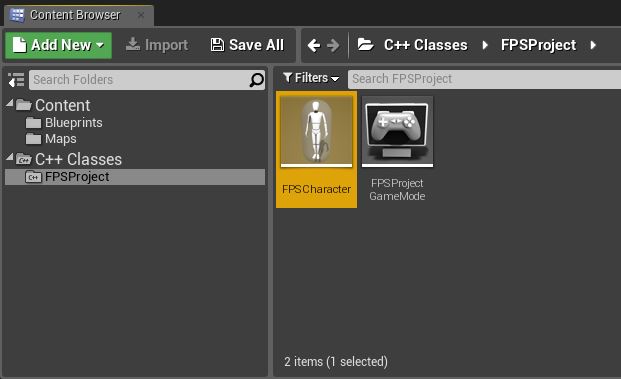 Content Browser
Add New Import Save All C++ Classes FPSProject
Search Folders
Filters Search FPSProject
Content
Blueprints
Maps
C++ Classes
C++ FPSProject
FPSCharacter
FPSProject
GameMode
2 items (1 selected)